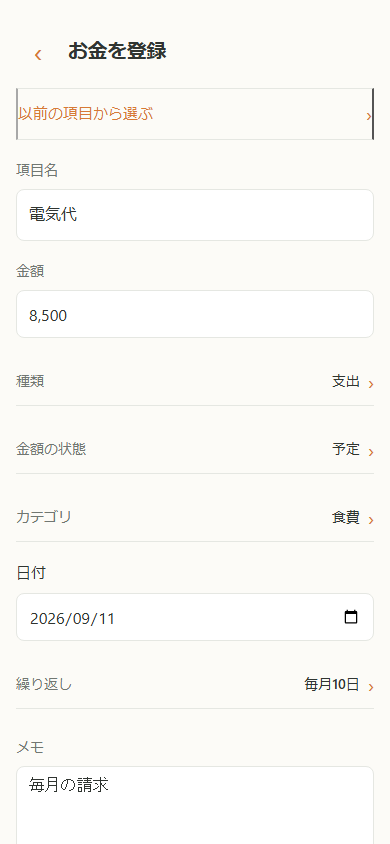 お金を登録
以前の項目から選ぶ
項目名
電気代
金額
8,500
種類 支出
金額の状態 予定
カテゴリ 食費
日付
2026/09/11
繰り返し 毎月10日
メモ
毎月の請求